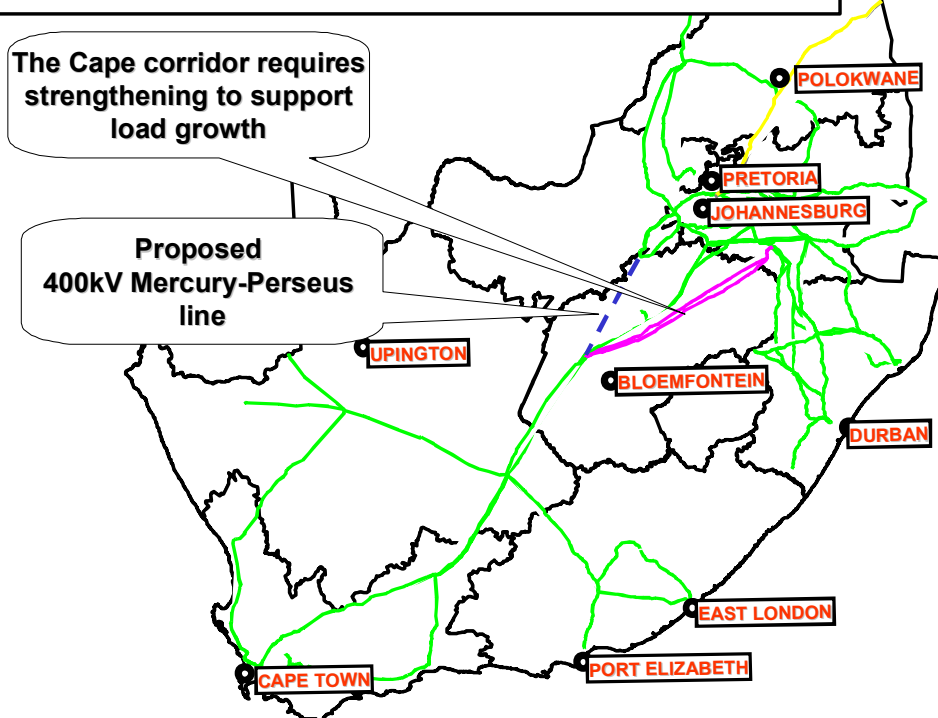 The Cape corridor requires
strengthening to support
load growth
POLOKWANE
PRETORIA
JOHANNESBURG
Proposed
400kV Mercury-Perseus
line
UPINGTON
BLOEMFONTEIN
DURBAN
EAST LONDON
PORT ELIZABETH
CAPE TOWN